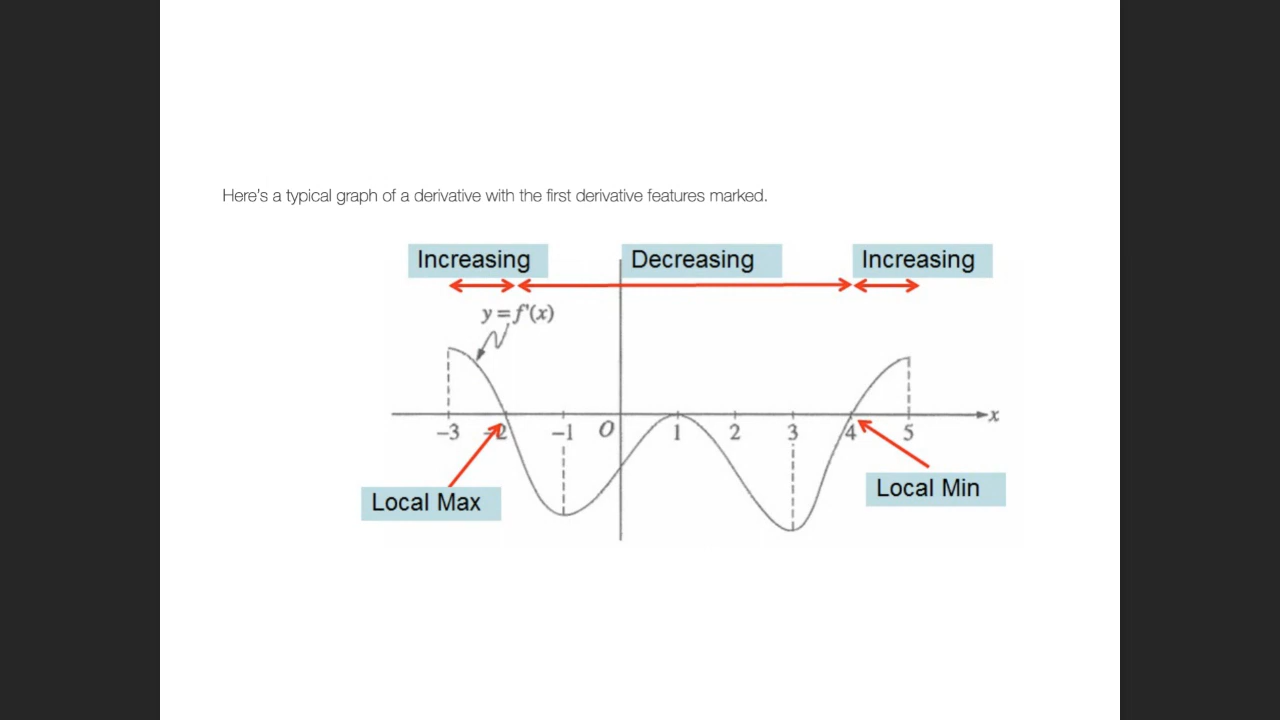 Here's a typical graph of a derivative with the first derivative features marked.
Increasing Decreasing Increasing
y = f'(x)
-3 -2 -1 O 1 2 3 4 5 x
Local Max Local Min